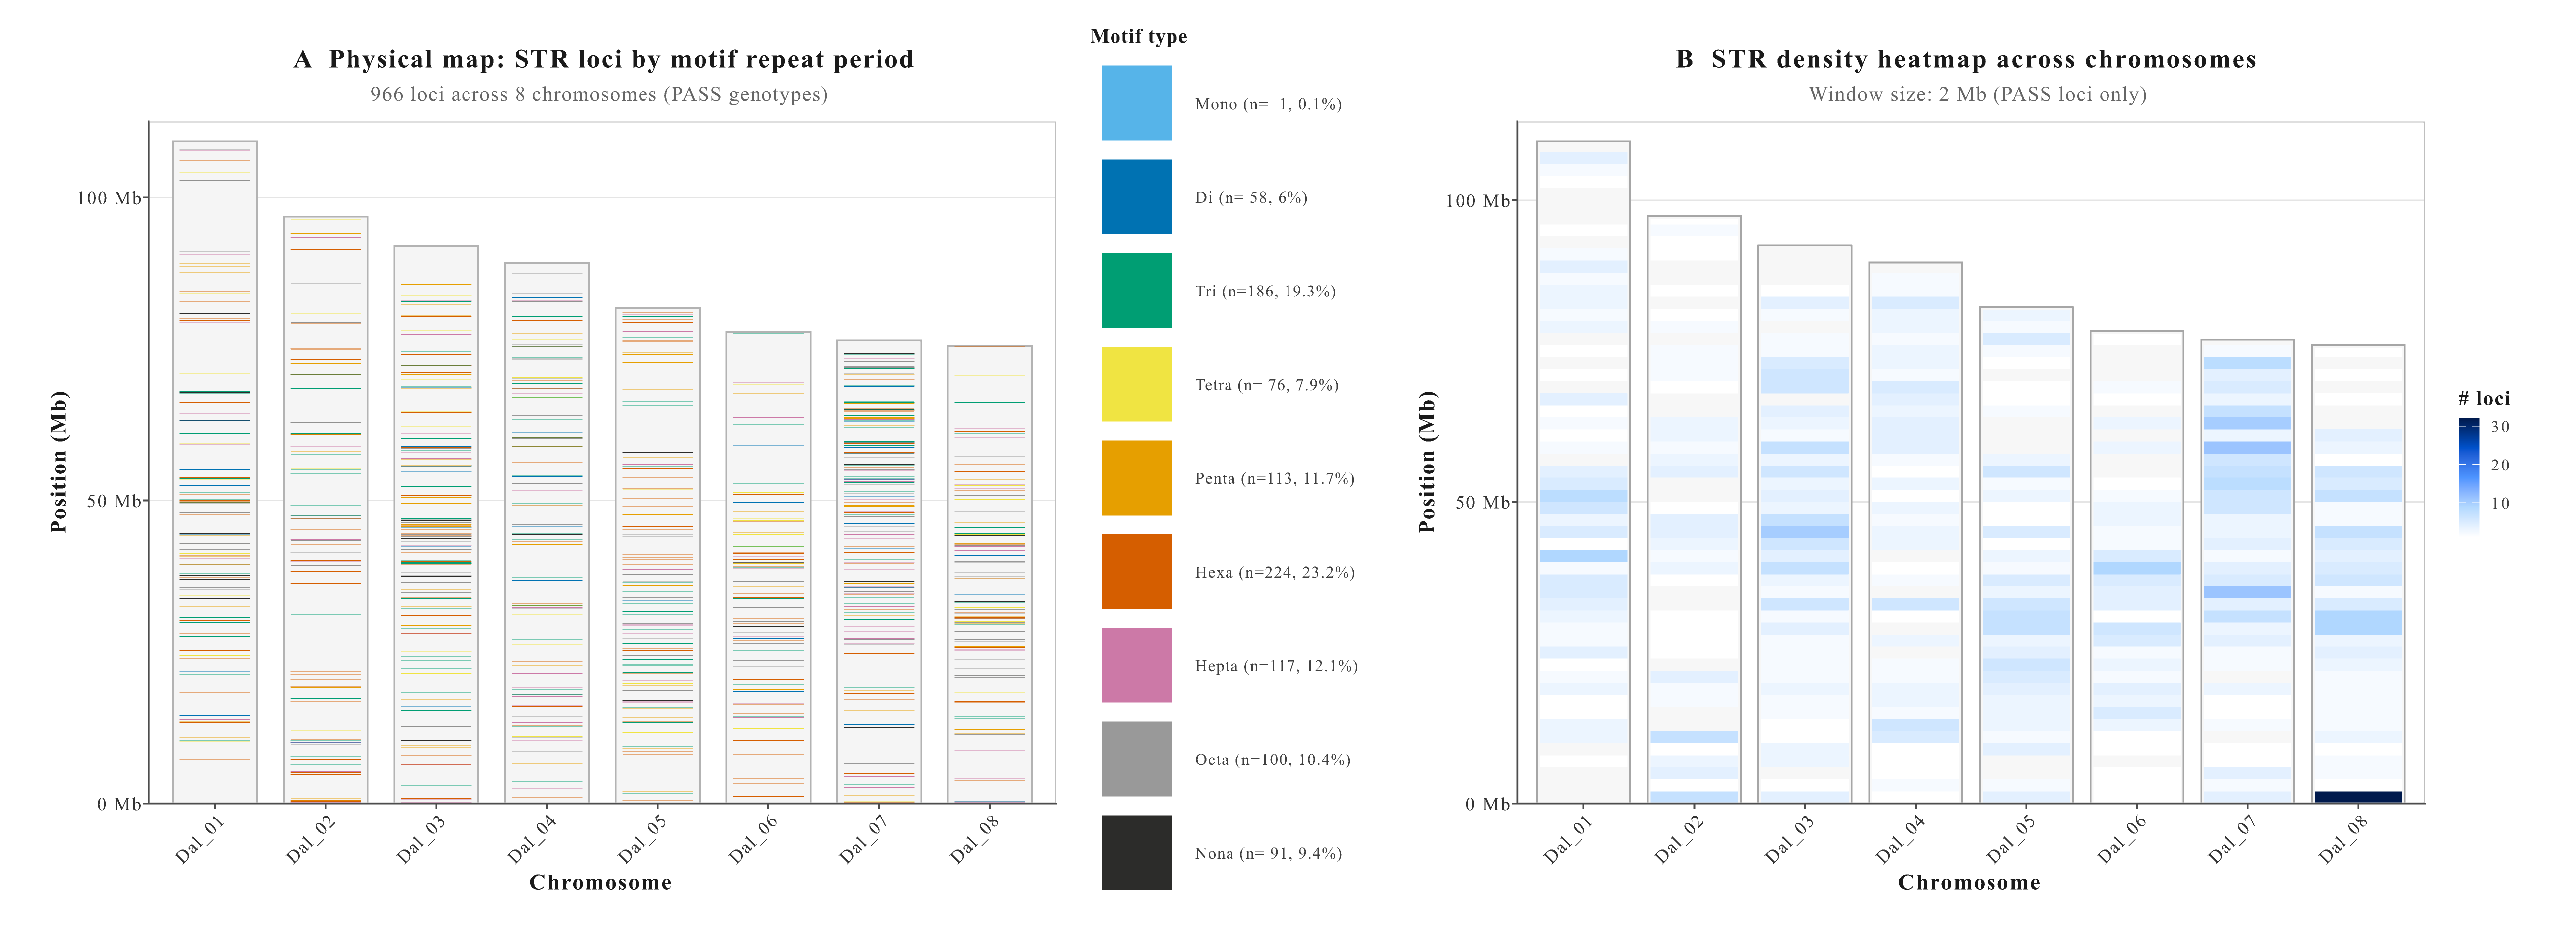 A  Physical map: STR loci by motif repeat period
966 loci across 8 chromosomes (PASS genotypes)
Position (Mb)
100 Mb
50 Mb
0 Mb
Dal_01
Dal_02
Dal_03
Dal_04
Dal_05
Dal_06
Dal_07
Dal_08
Chromosome
Motif type
Mono (n=  1, 0.1%)
Di (n= 58, 6%)
Tri (n=186, 19.3%)
Tetra (n= 76, 7.9%)
Penta (n=113, 11.7%)
Hexa (n=224, 23.2%)
Hepta (n=117, 12.1%)
Octa (n=100, 10.4%)
Nona (n= 91, 9.4%)
B  STR density heatmap across chromosomes
Window size: 2 Mb (PASS loci only)
Position (Mb)
100 Mb
50 Mb
0 Mb
Dal_01
Dal_02
Dal_03
Dal_04
Dal_05
Dal_06
Dal_07
Dal_08
Chromosome
# loci
30
20
10